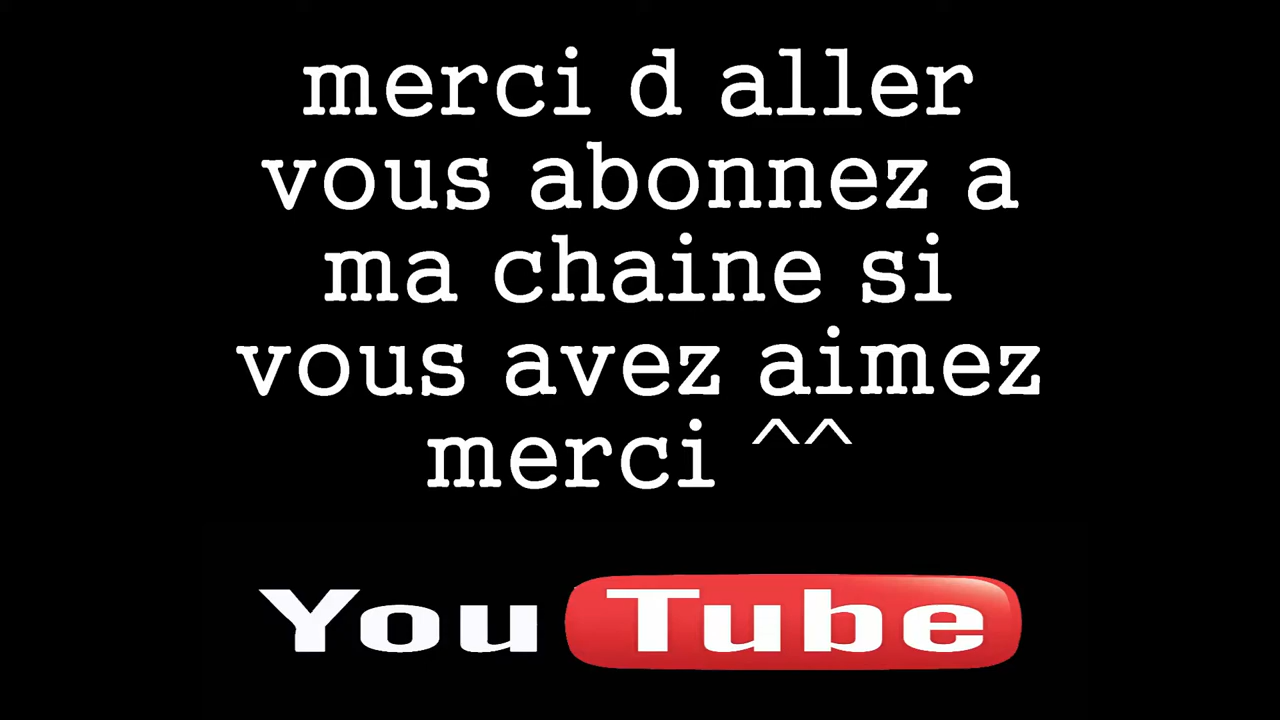 merci d aller
vous abonnez a
ma chaine si
vous avez aimez
merci ^^
YouTube